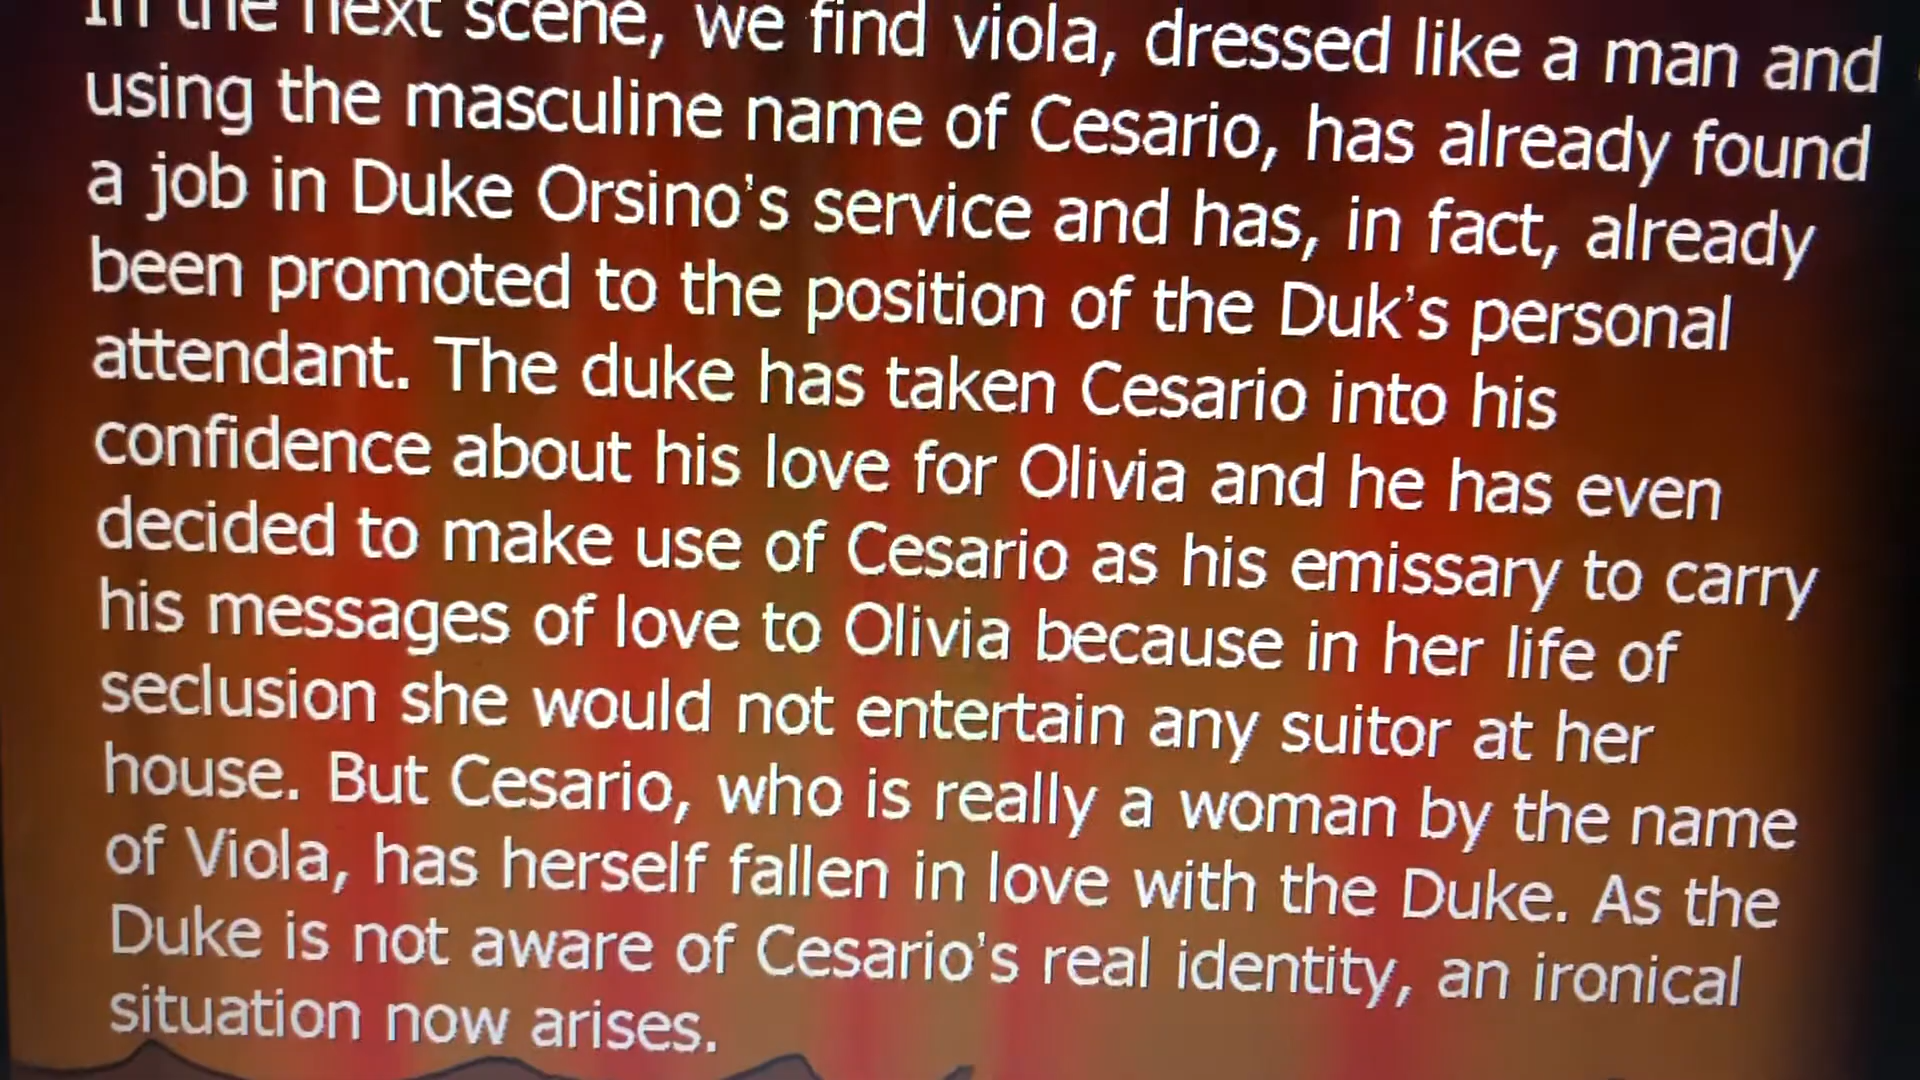 In the next scene, we find viola, dressed like a man and
using the masculine name of Cesario, has already found
a job in Duke Orsino's service and has, in fact, already
been promoted to the position of the Duk's personal
attendant. The duke has taken Cesario into his
confidence about his love for Olivia and he has even
decided to make use of Cesario as his emissary to carry
his messages of love to Olivia because in her life of
seclusion she would not entertain any suitor at her
house. But Cesario, who is really a woman by the name
of Viola, has herself fallen in love with the Duke. As the
Duke is not aware of Cesario's real identity, an ironical
situation now arises.